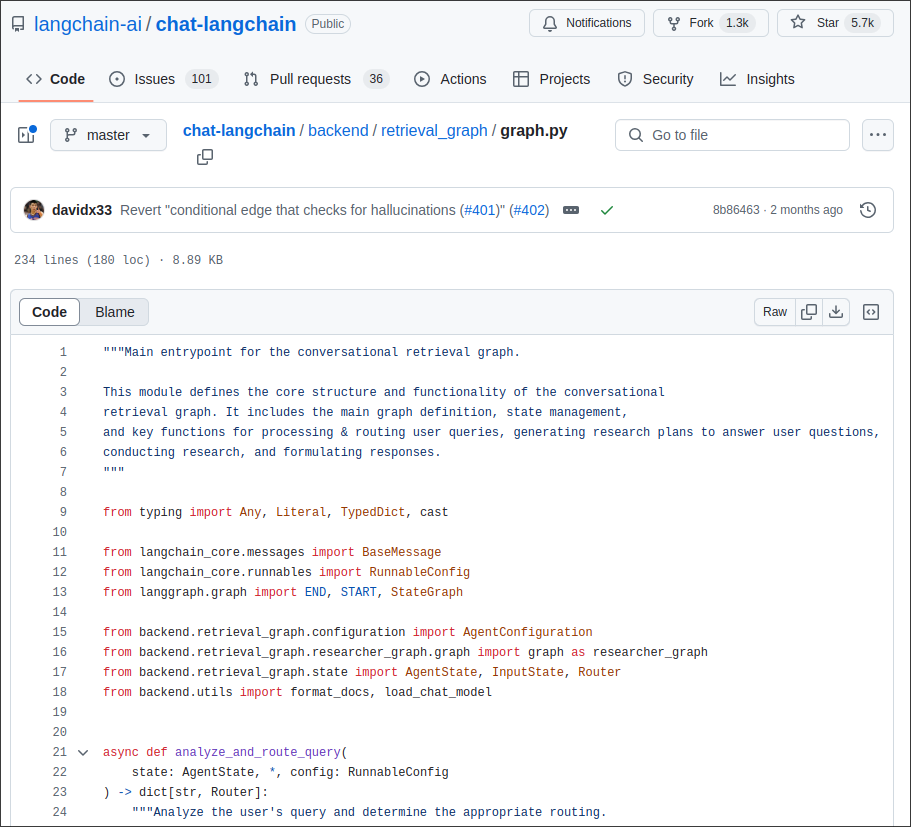 langchain-ai / chat-langchain Public
Notifications Fork 1.3k Star 5.7k
Code Issues 101 Pull requests 36 Actions Projects Security Insights
master chat-langchain / backend / retrieval_graph / graph.py Go to file
davidx33 Revert "conditional edge that checks for hallucinations (#401)" (#402) 8b86463 · 2 months ago
234 lines (180 loc) · 8.89 KB
Code Blame Raw
1 """Main entrypoint for the conversational retrieval graph.
2
3 This module defines the core structure and functionality of the conversational
4 retrieval graph. It includes the main graph definition, state management,
5 and key functions for processing & routing user queries, generating research plans to answer user questions,
6 conducting research, and formulating responses.
7 """
8
9 from typing import Any, Literal, TypedDict, cast
10
11 from langchain_core.messages import BaseMessage
12 from langchain_core.runnables import RunnableConfig
13 from langgraph.graph import END, START, StateGraph
14
15 from backend.retrieval_graph.configuration import AgentConfiguration
16 from backend.retrieval_graph.researcher_graph.graph import graph as researcher_graph
17 from backend.retrieval_graph.state import AgentState, InputState, Router
18 from backend.utils import format_docs, load_chat_model
19
20
21 async def analyze_and_route_query(
22     state: AgentState, *, config: RunnableConfig
23 ) -> dict[str, Router]:
24     """Analyze the user's query and determine the appropriate routing.